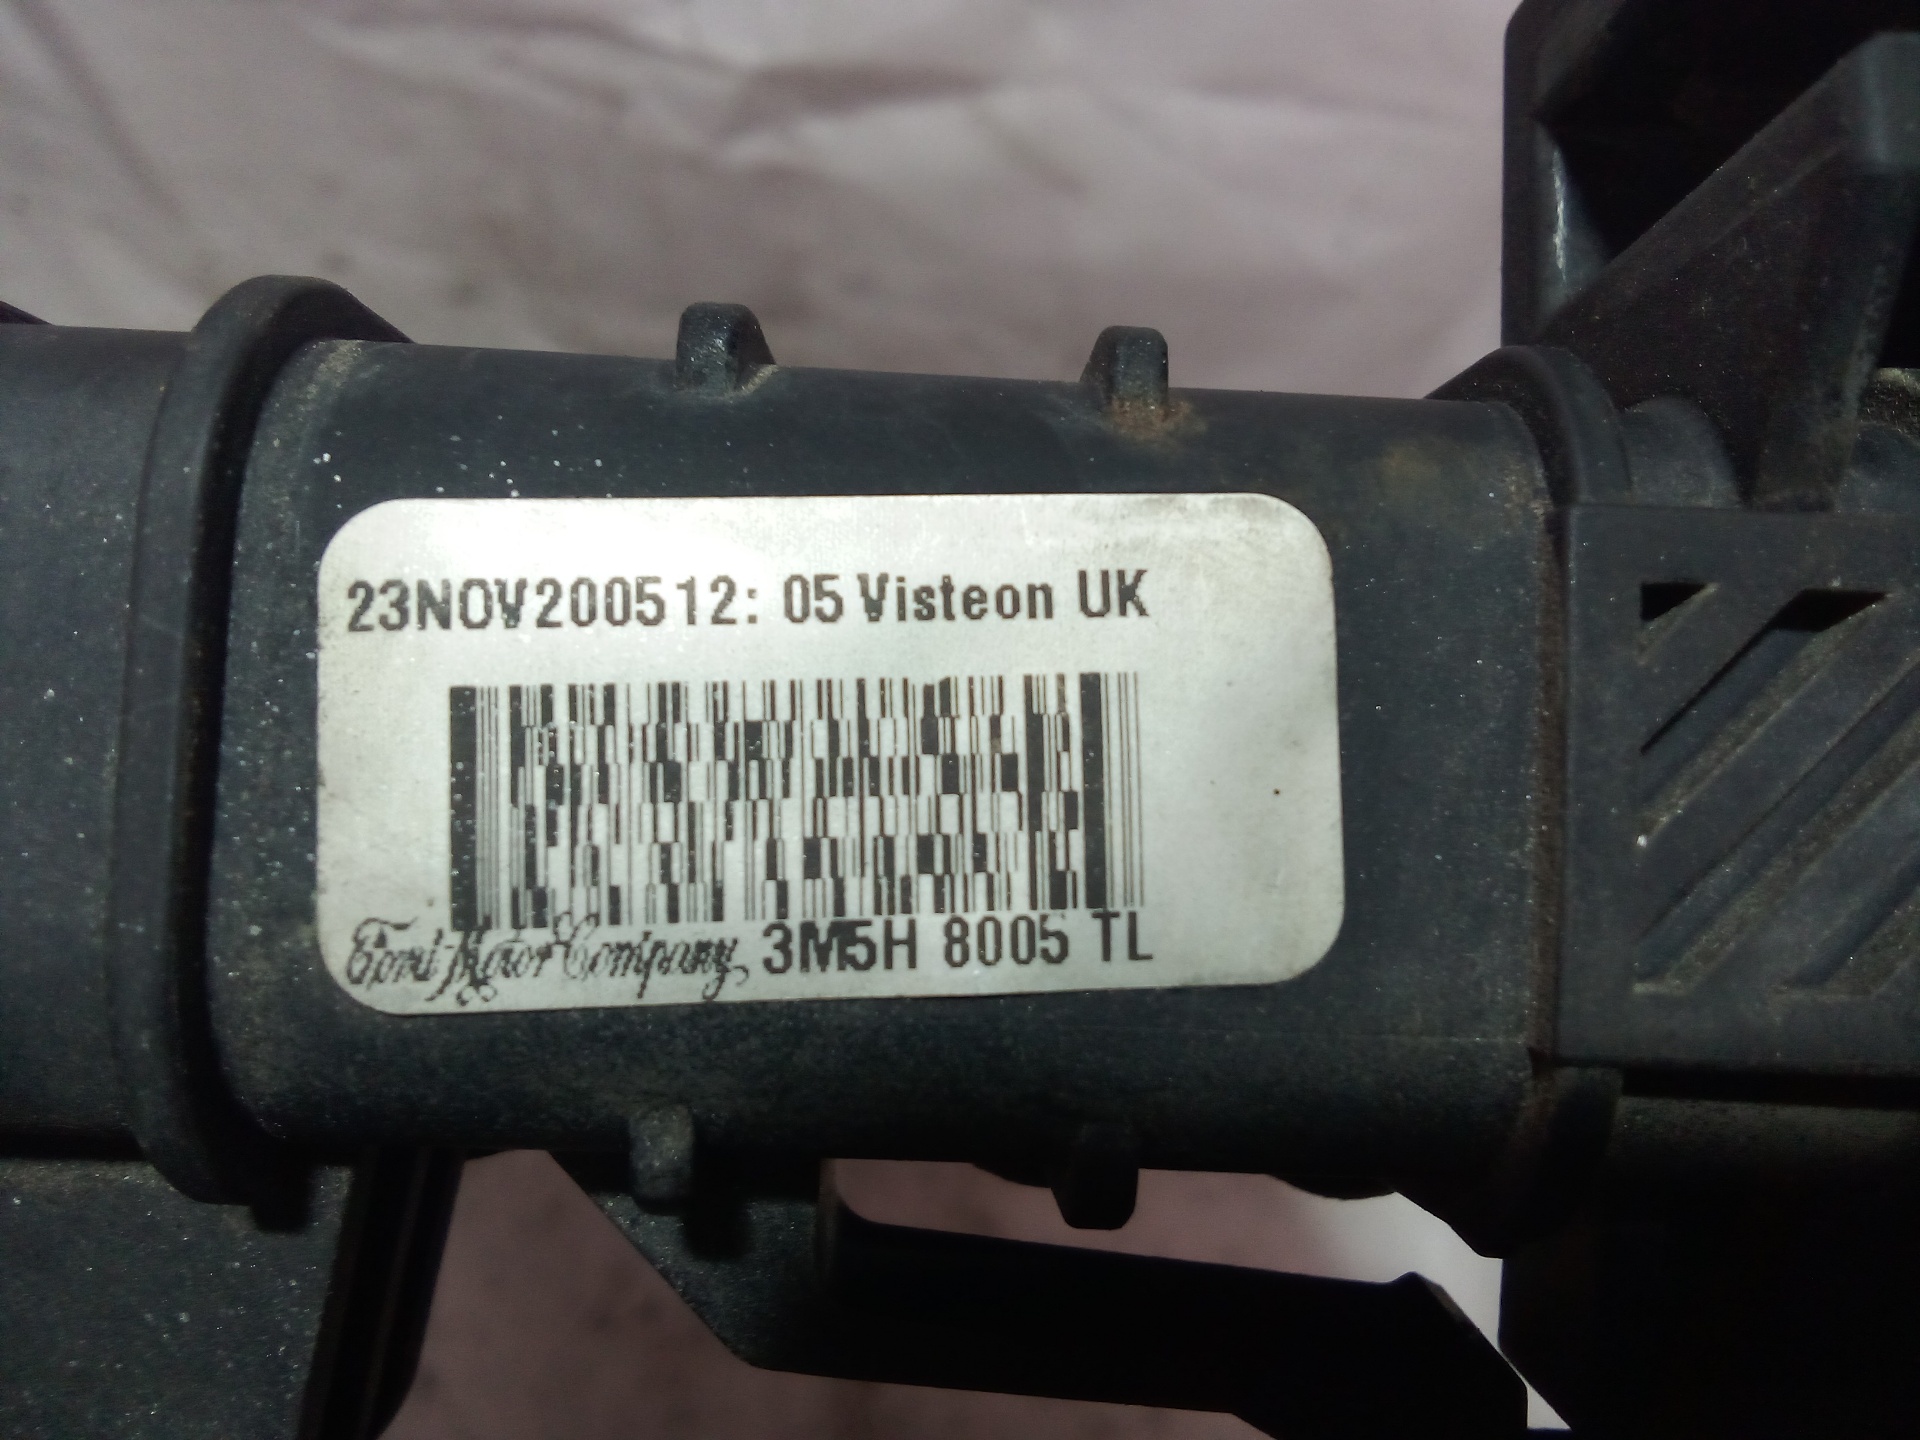 23NOV200512: 05 Visteon UK
Ford Motor Company 3M5H 8005 TL